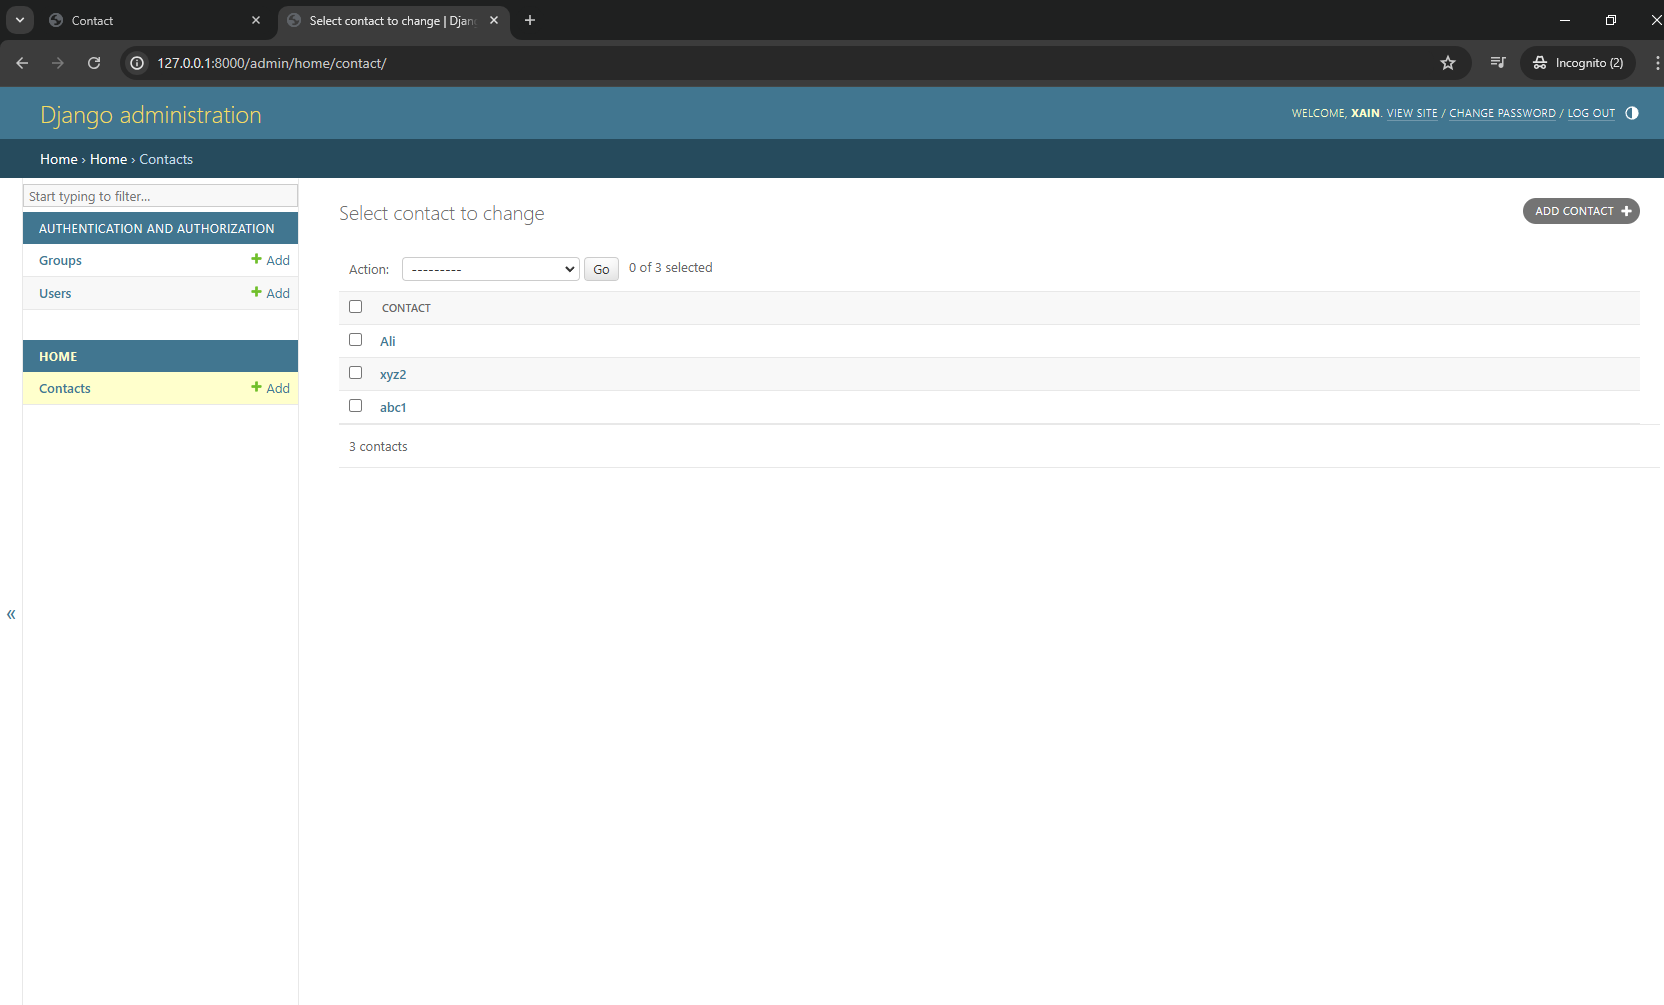 Contact
Select contact to change | Djan
127.0.0.1:8000/admin/home/contact/
Incognito (2)
Django administration
WELCOME, XAIN. VIEW SITE / CHANGE PASSWORD / LOG OUT
Home › Home › Contacts
Start typing to filter...
AUTHENTICATION AND AUTHORIZATION
Groups + Add
Users + Add
HOME
Contacts + Add
«
Select contact to change
ADD CONTACT +
Action: --------- Go 0 of 3 selected
CONTACT
Ali
xyz2
abc1
3 contacts